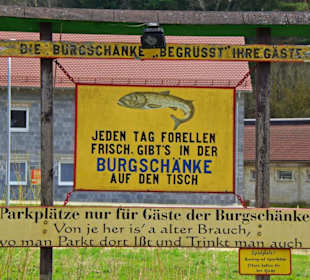 DIE BURGSCHÄNKE „BEGRÜSST" IHRE GÄSTE
JEDEN TAG FORELLEN
FRISCH. GIBT'S IN DER
BURGSCHÄNKE
AUF DEN TISCH
Parkplätze nur für Gäste der Burgschänke
Von je her is' a alter Brauch,
wo man Parkt dort Ißt und Trinkt man auch